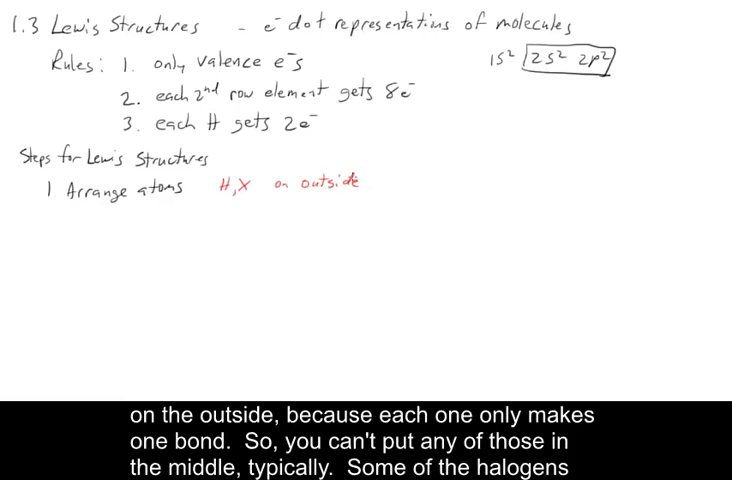 1.3 Lewis Structures - e⁻ dot representations of molecules
Rules: 1. only valence e⁻s 1s² 2s² 2p²
2. each 2nd row element gets 8e⁻
3. each H gets 2e⁻
Steps for Lewis Structures
1 Arrange atoms H,X on outside
on the outside, because each one only makes
one bond. So, you can't put any of those in
the middle, typically. Some of the halogens